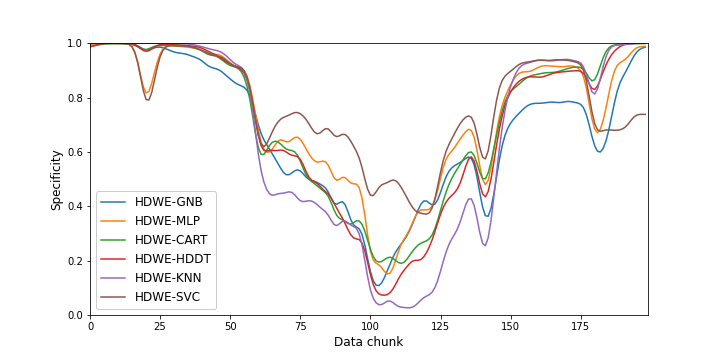 1.0
0.8
0.6
0.4
0.2
0.0
Specificity
HDWE-GNB
HDWE-MLP
HDWE-CART
HDWE-HDDT
HDWE-KNN
HDWE-SVC
0 25 50 75 100 125 150 175
Data chunk